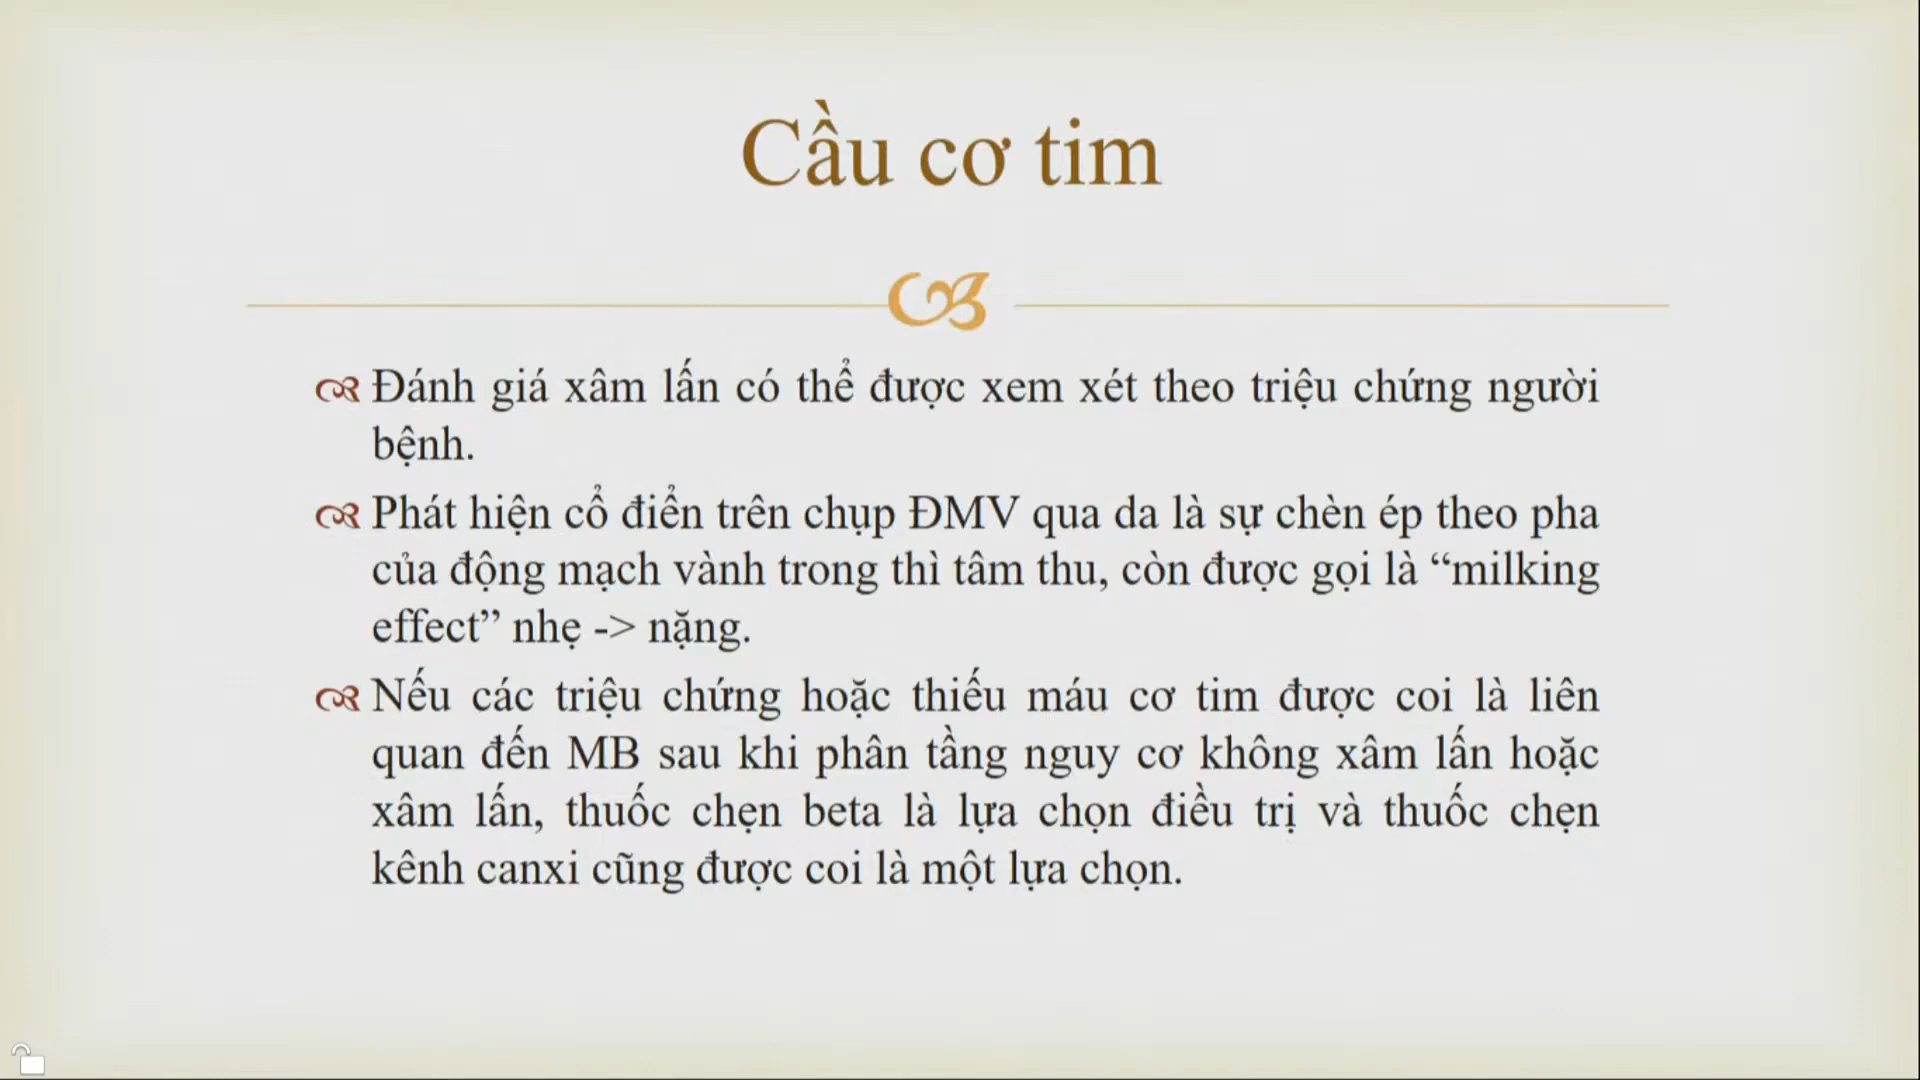 Cầu cơ tim
Đánh giá xâm lấn có thể được xem xét theo triệu chứng người
bệnh.
Phát hiện cổ điển trên chụp ĐMV qua da là sự chèn ép theo pha
của động mạch vành trong thì tâm thu, còn được gọi là “milking
effect” nhẹ -> nặng.
Nếu các triệu chứng hoặc thiếu máu cơ tim được coi là liên
quan đến MB sau khi phân tầng nguy cơ không xâm lấn hoặc
xâm lấn, thuốc chẹn beta là lựa chọn điều trị và thuốc chẹn
kênh canxi cũng được coi là một lựa chọn.